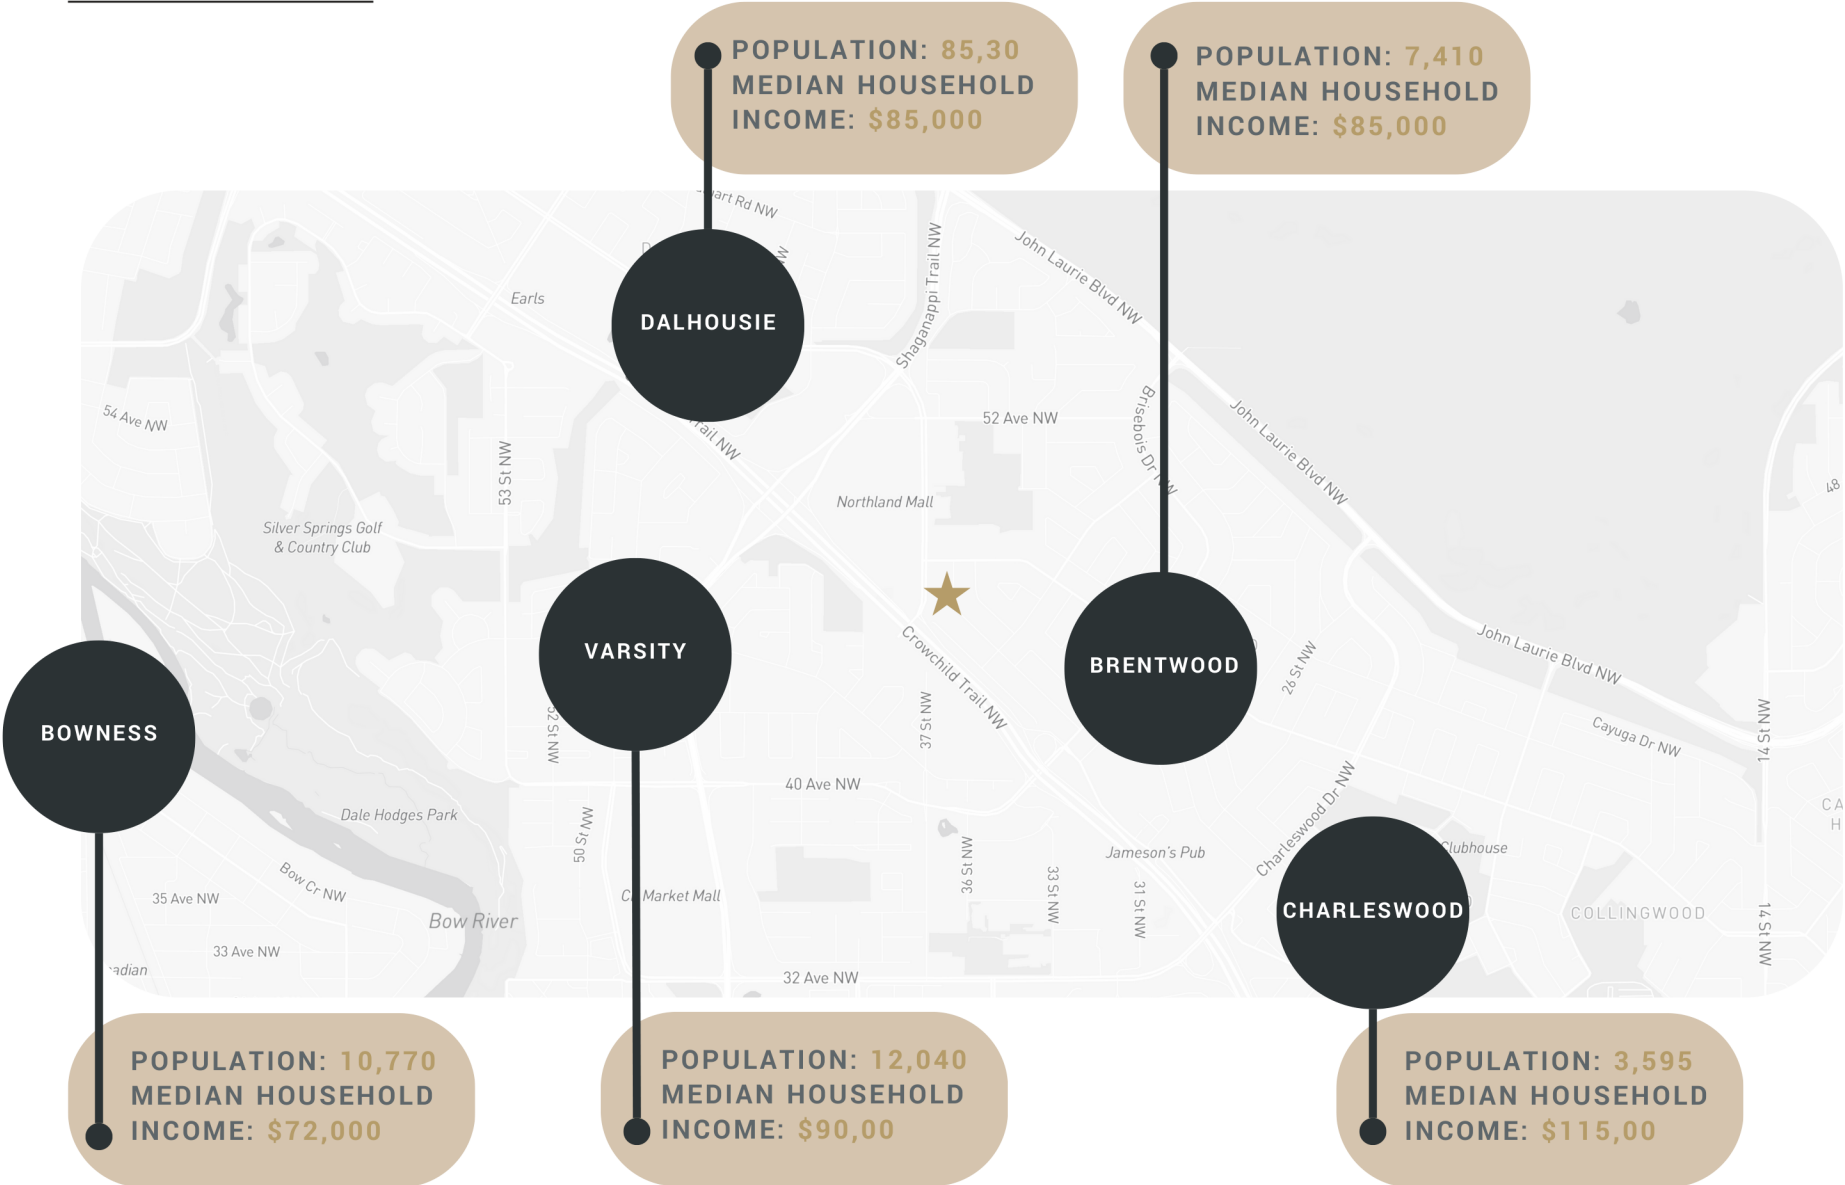 POPULATION: 85,30
MEDIAN HOUSEHOLD
INCOME: $85,000
POPULATION: 7,410
MEDIAN HOUSEHOLD
INCOME: $85,000
Rd NW
John Laurie Blvd NW
Shaganappi Trail NW
Earls
DALHOUSIE
54 Ave NW
52 Ave NW
Brisebois Dr NW
John Laurie Blvd NW
Trail NW
53 St NW
48
Northland Mall
Silver Springs Golf
& Country Club
Crowchild Trail NW
VARSITY
BRENTWOOD
26 St NW
John Laurie Blvd NW
BOWNESS
52 St NW
37 St NW
Cayuga Dr NW
14 St NW
40 Ave NW
Dale Hodges Park
50 St NW
Charleswood Dr NW
CA
H
Jameson's Pub
Clubhouse
Bow Cr NW
36 St NW
33 St NW
31 St NW
35 Ave NW
Market Mall
CHARLESWOOD
COLLINGWOOD
14 St NW
Bow River
33 Ave NW
32 Ave NW
POPULATION: 10,770
MEDIAN HOUSEHOLD
INCOME: $72,000
POPULATION: 12,040
MEDIAN HOUSEHOLD
INCOME: $90,00
POPULATION: 3,595
MEDIAN HOUSEHOLD
INCOME: $115,00